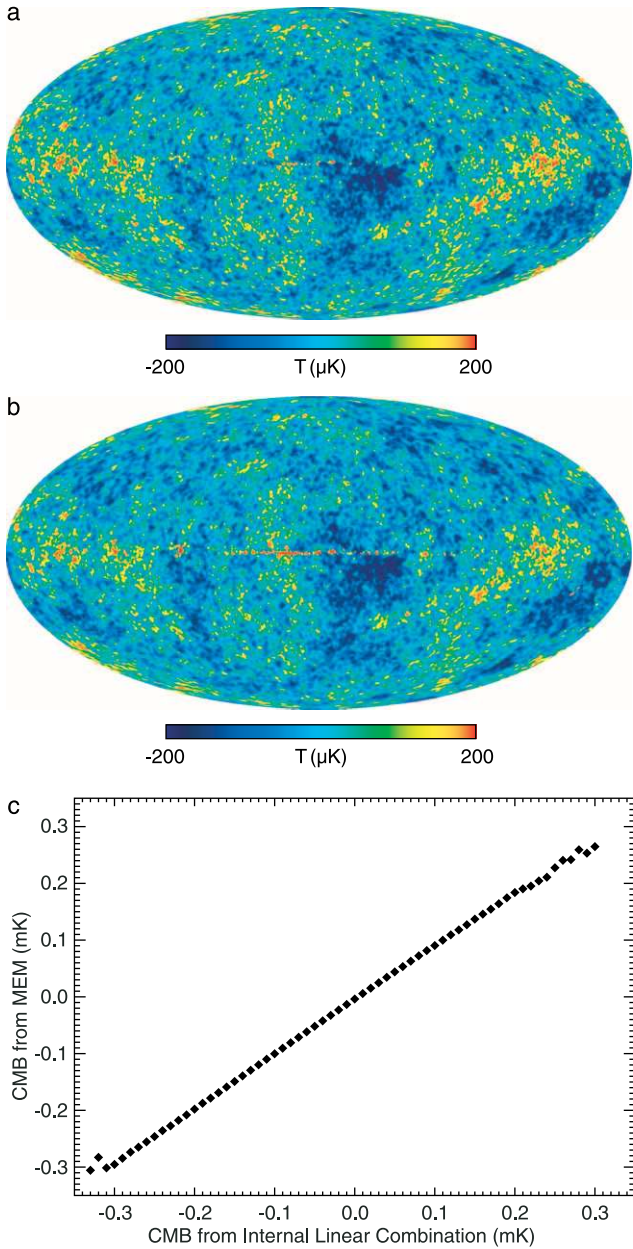 a
-200 T (μK) 200
b
-200 T (μK) 200
c
0.3
0.2
0.1
0.0
-0.1
-0.2
-0.3
CMB from MEM (mK)
-0.3 -0.2 -0.1 0.0 0.1 0.2 0.3
CMB from Internal Linear Combination (mK)